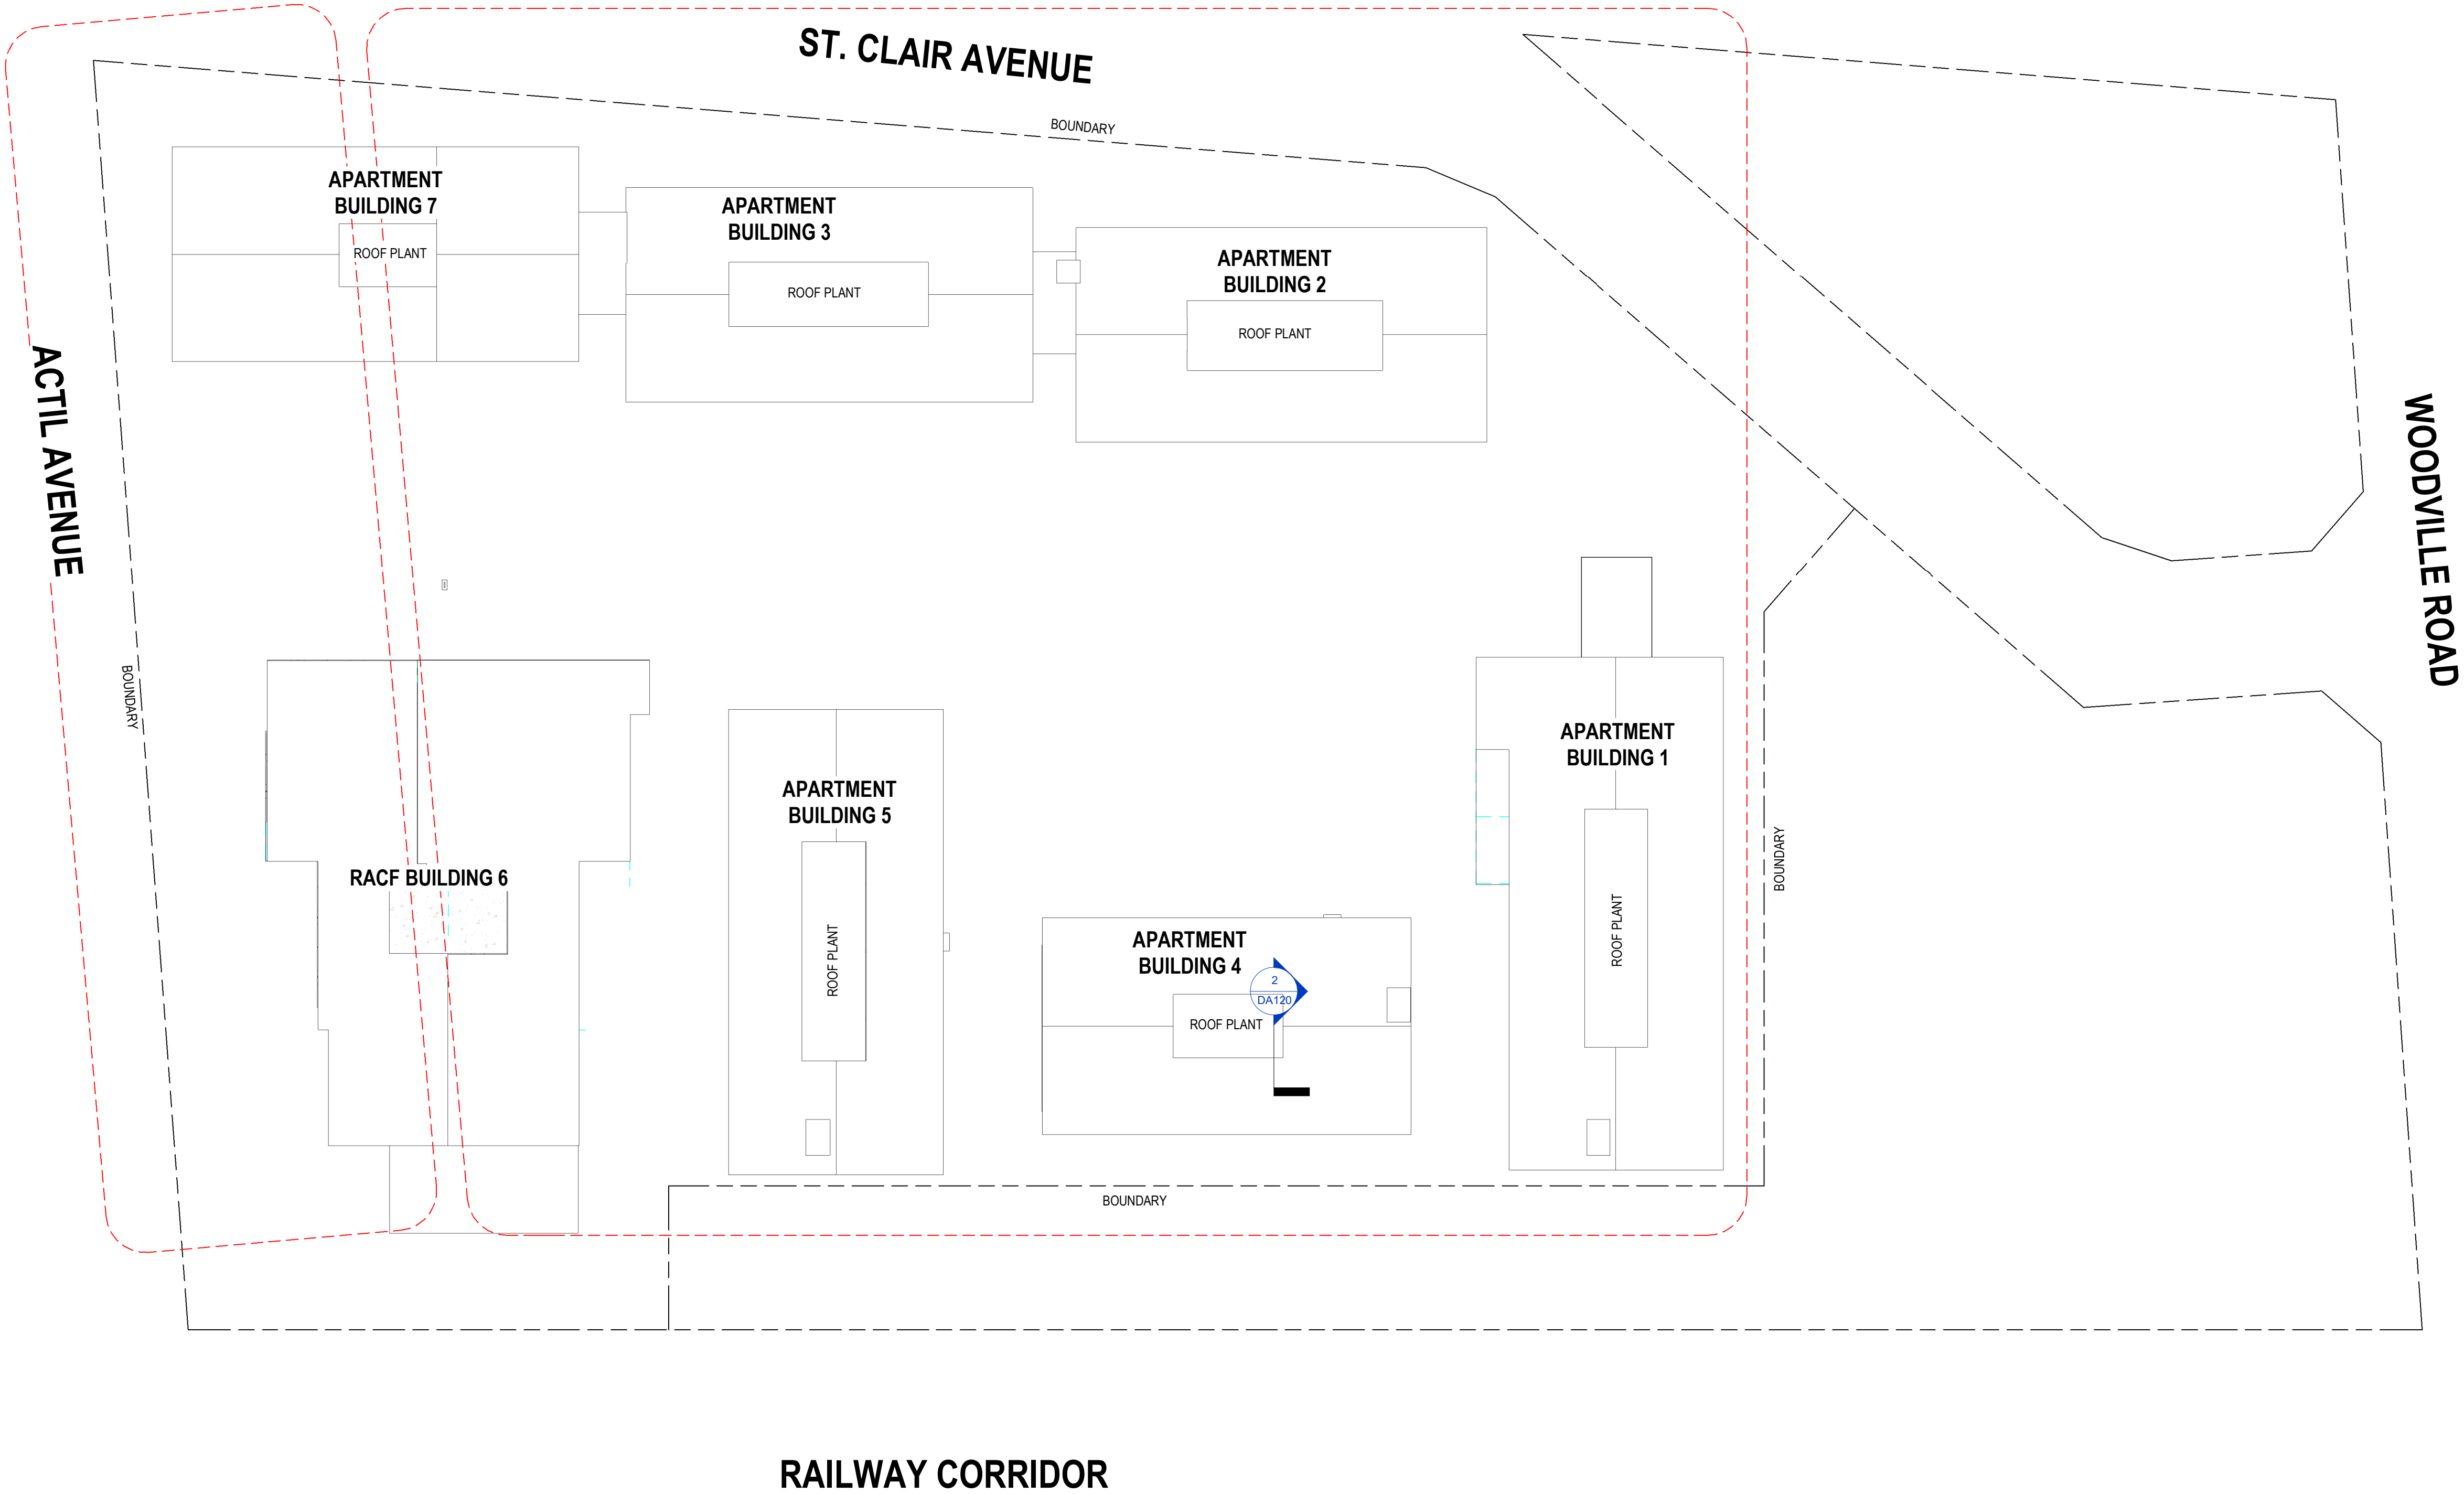 ST. CLAIR AVENUE
BOUNDARY
APARTMENT
BUILDING 7
ROOF PLANT
APARTMENT
BUILDING 3
ROOF PLANT
APARTMENT
BUILDING 2
ROOF PLANT
ACTIL AVENUE
WOODVILLE ROAD
BOUNDARY
APARTMENT
BUILDING 1
ROOF PLANT
BOUNDARY
APARTMENT
BUILDING 5
ROOF PLANT
RACF BUILDING 6
APARTMENT
BUILDING 4
2
DA120
ROOF PLANT
BOUNDARY
RAILWAY CORRIDOR